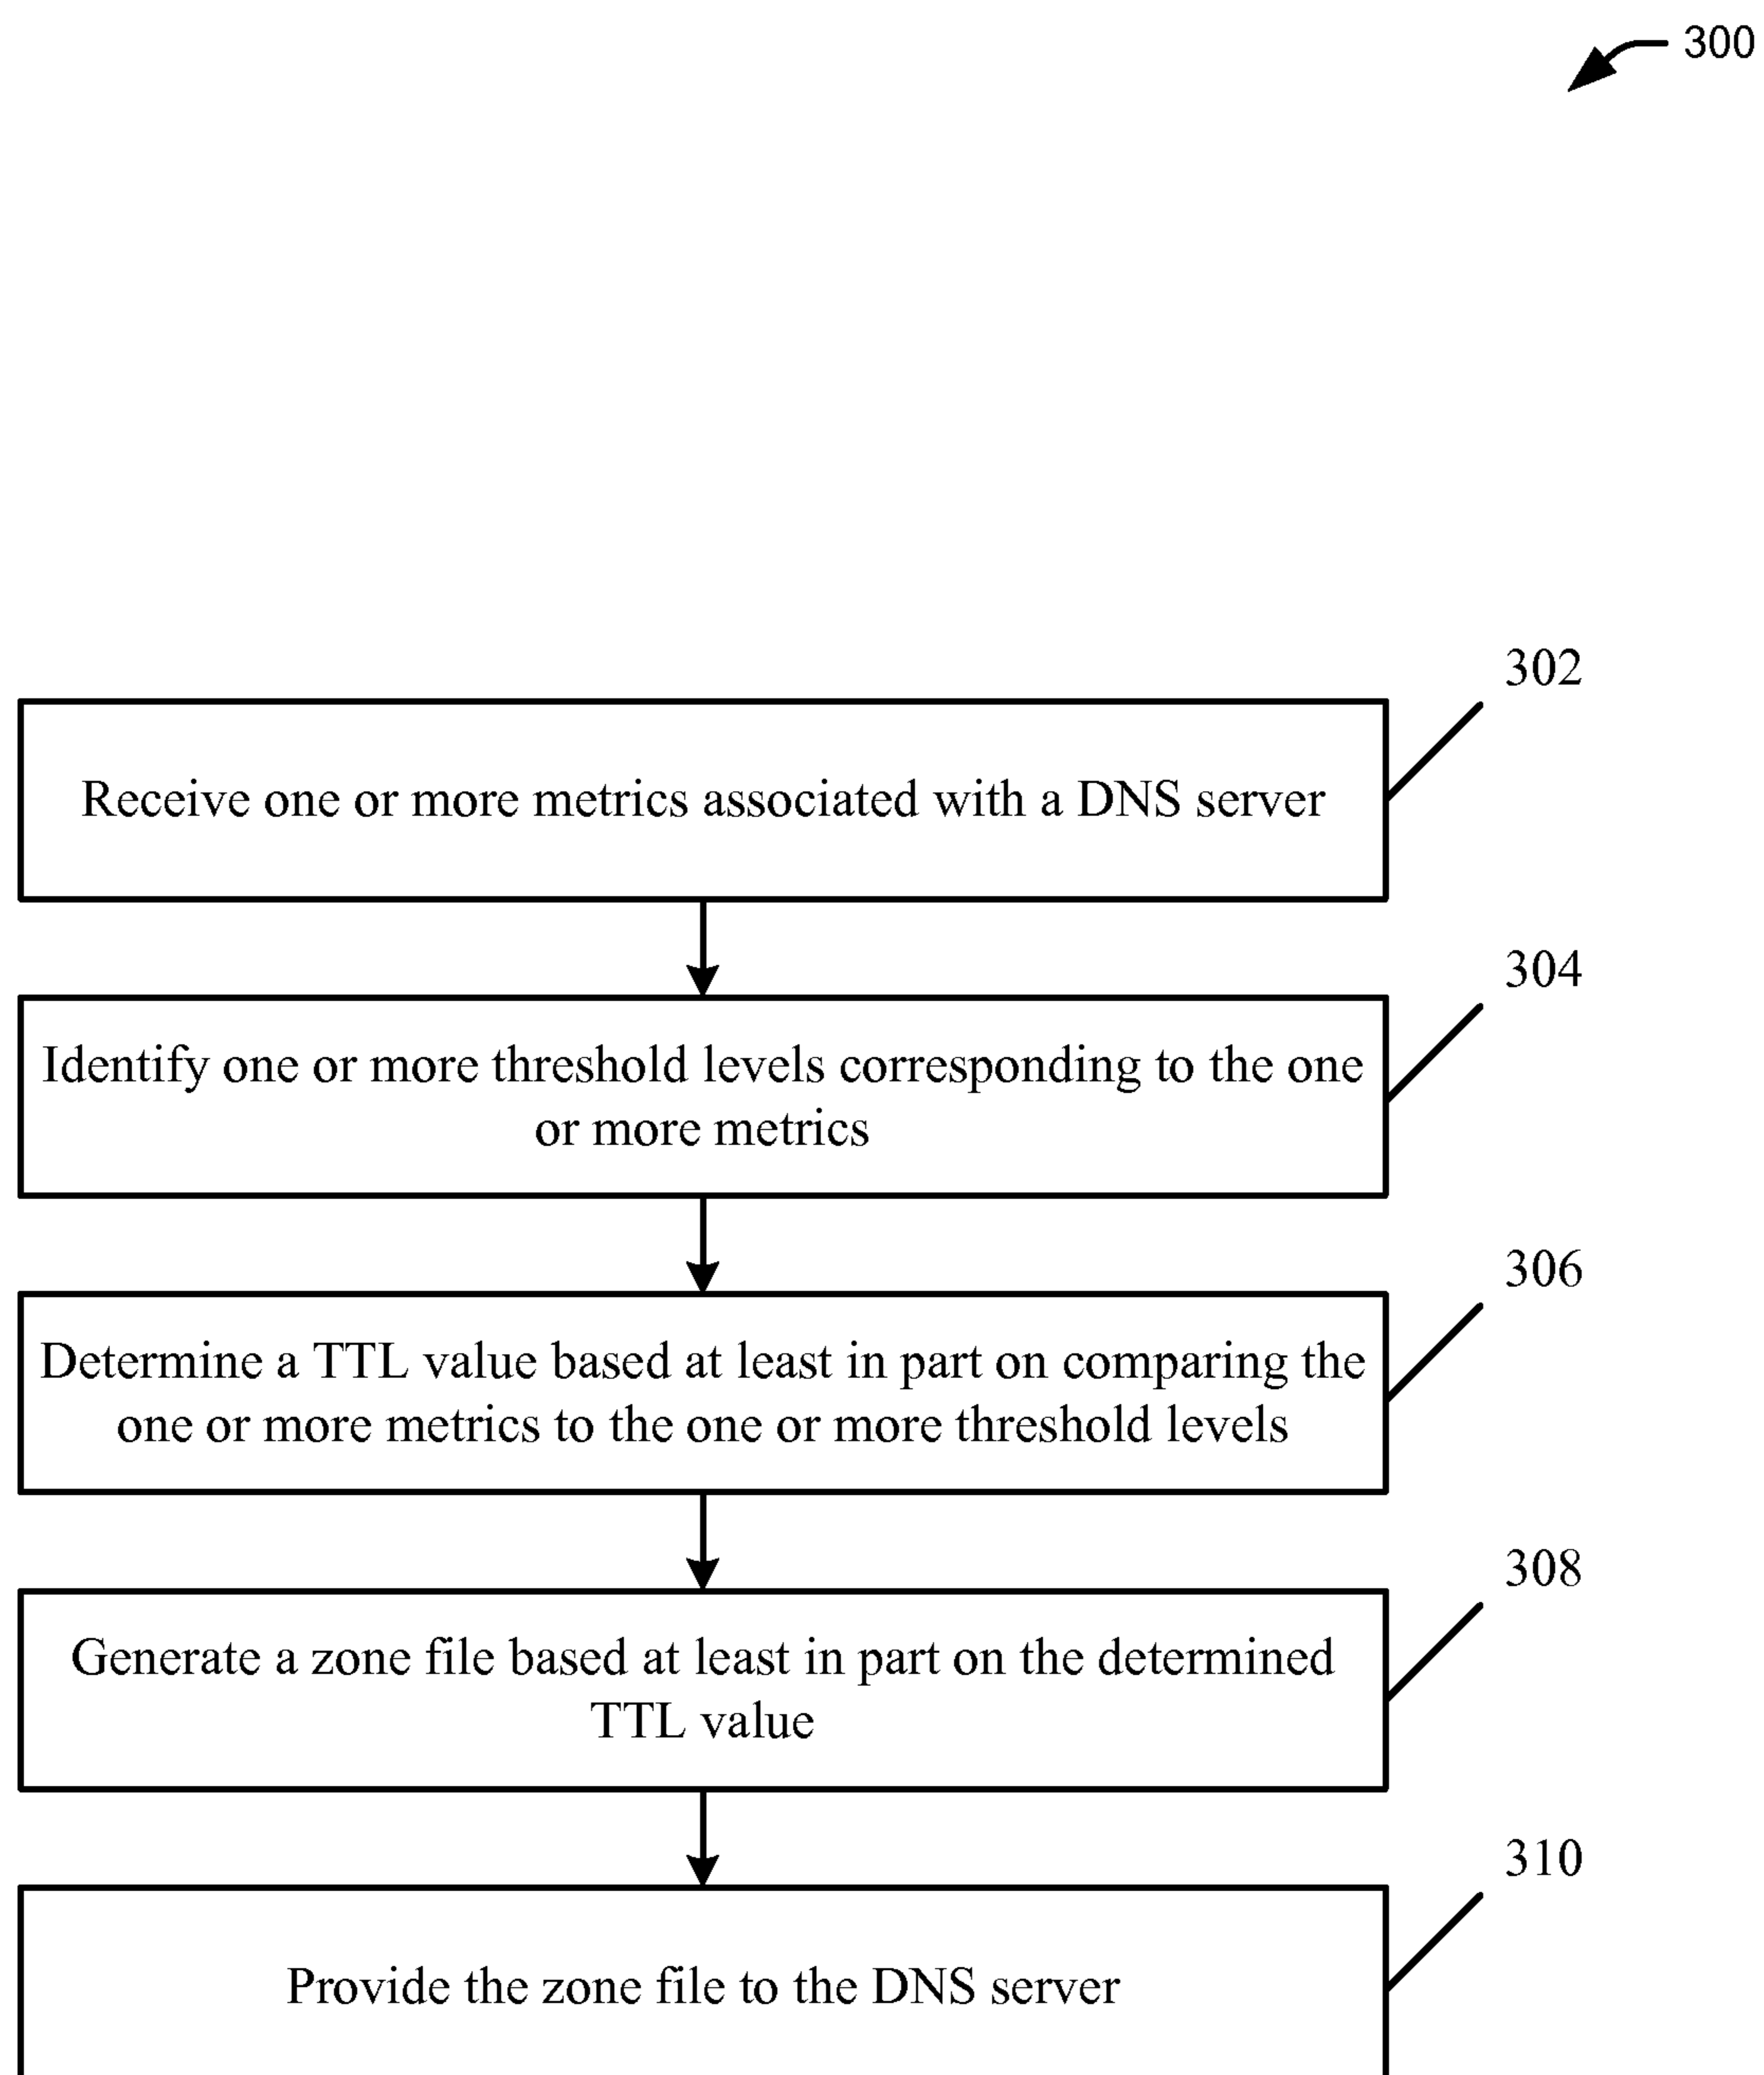 300
302
Receive one or more metrics associated with a DNS server
304
Identify one or more threshold levels corresponding to the one
or more metrics
306
Determine a TTL value based at least in part on comparing the
one or more metrics to the one or more threshold levels
308
Generate a zone file based at least in part on the determined
TTL value
310
Provide the zone file to the DNS server